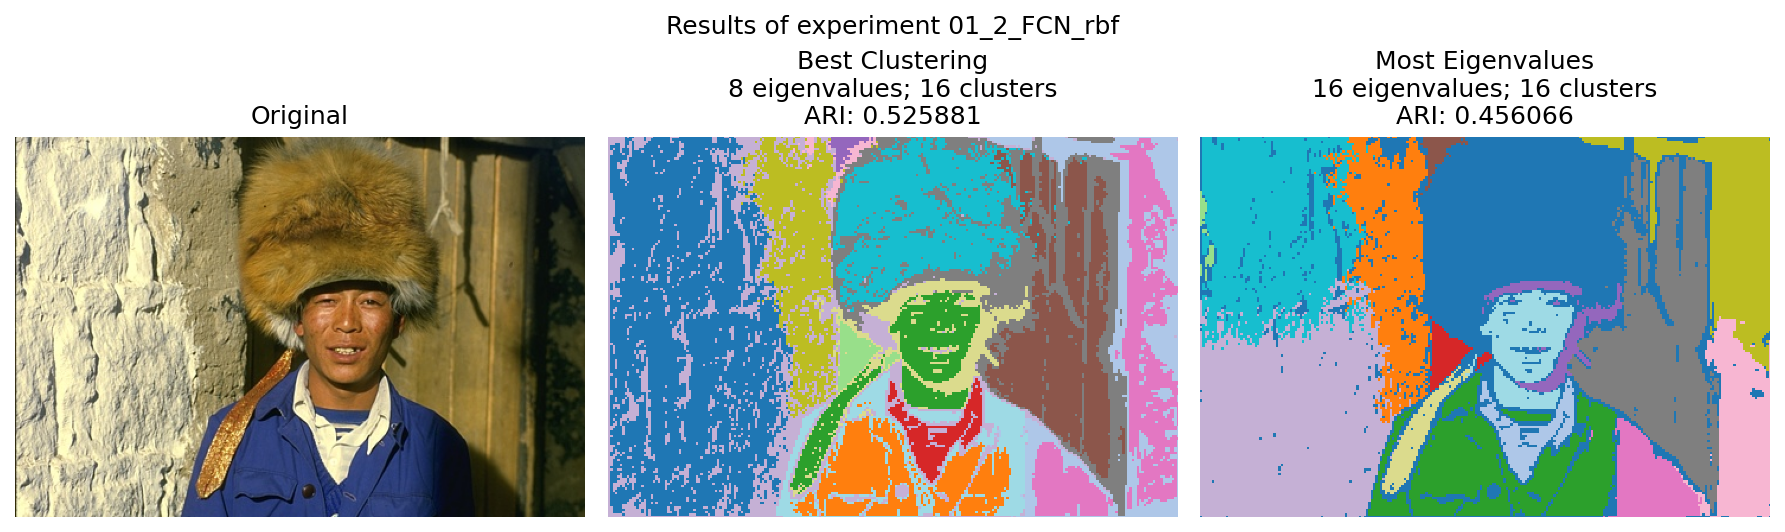 Results of experiment 01_2_FCN_rbf
Original
Best Clustering
8 eigenvalues; 16 clusters
ARI: 0.525881
Most Eigenvalues
16 eigenvalues; 16 clusters
ARI: 0.456066